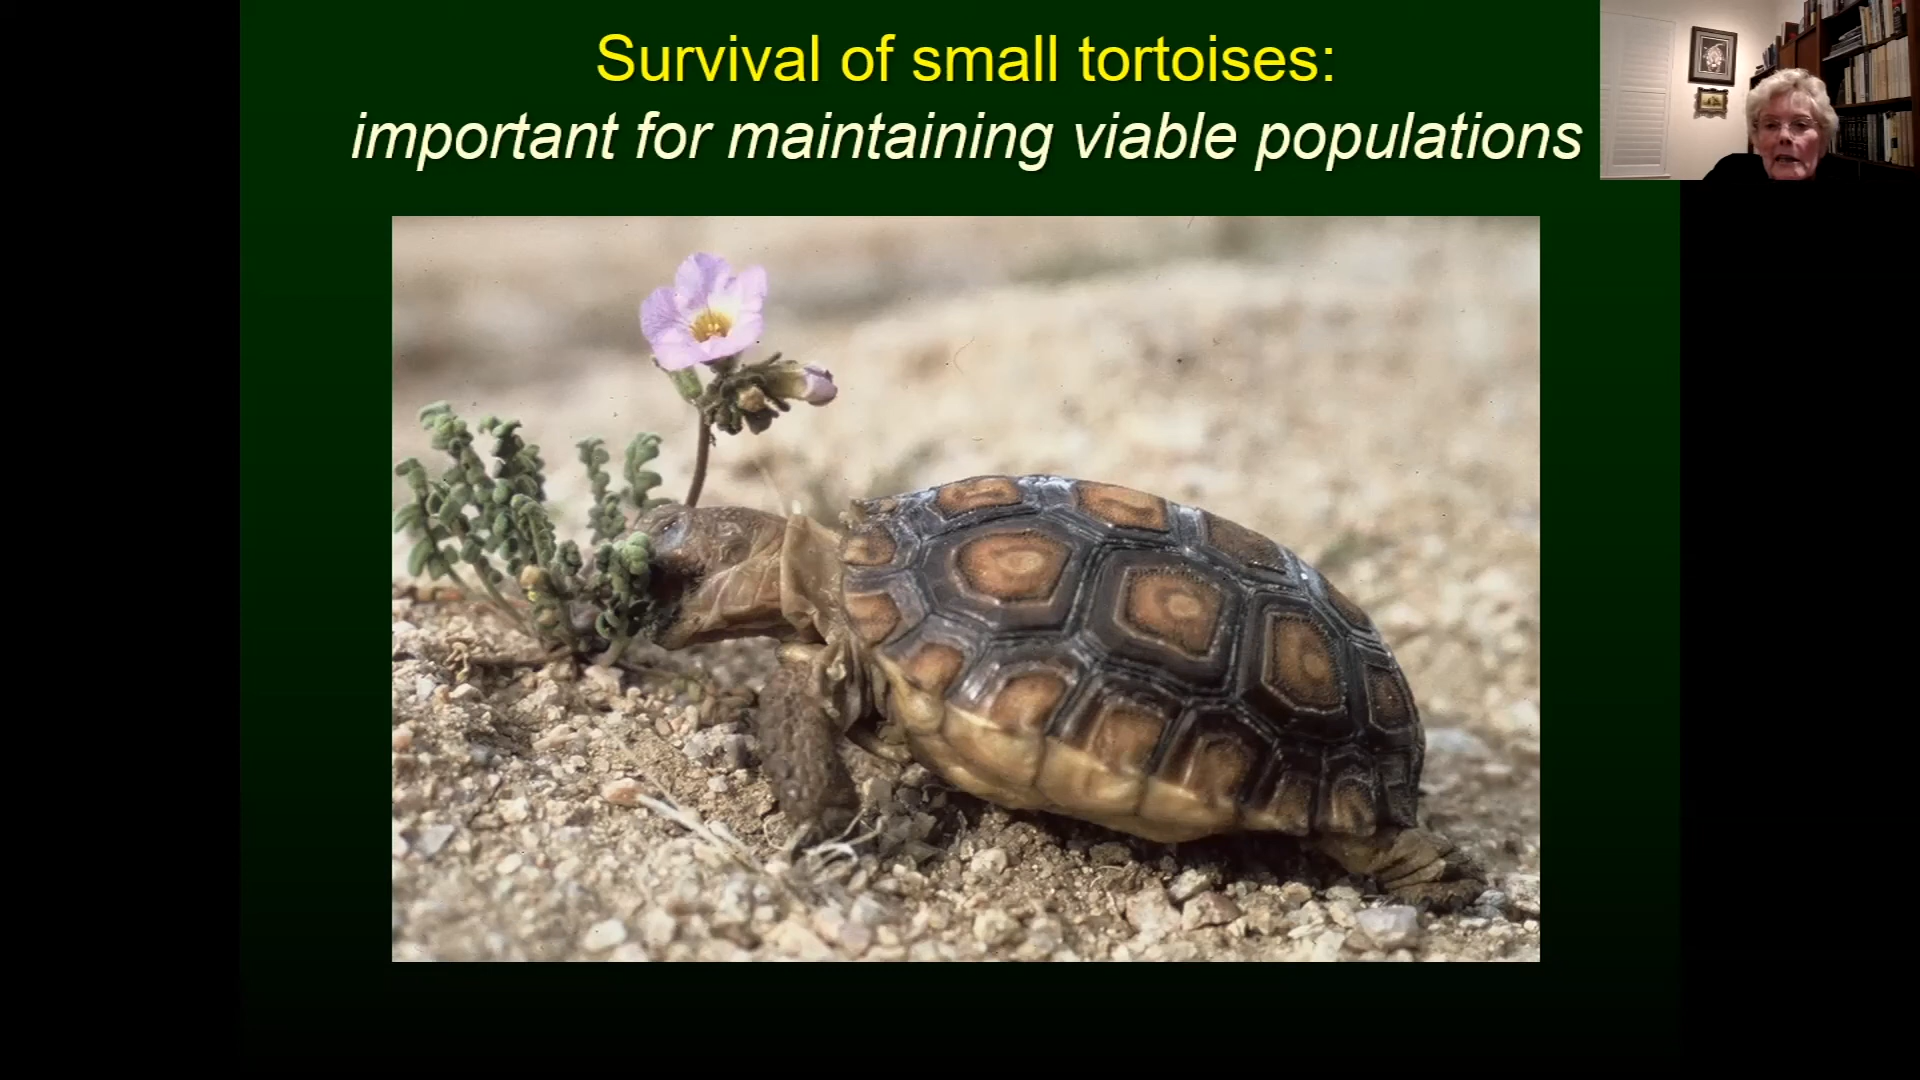 Survival of small tortoises:
important for maintaining viable populations